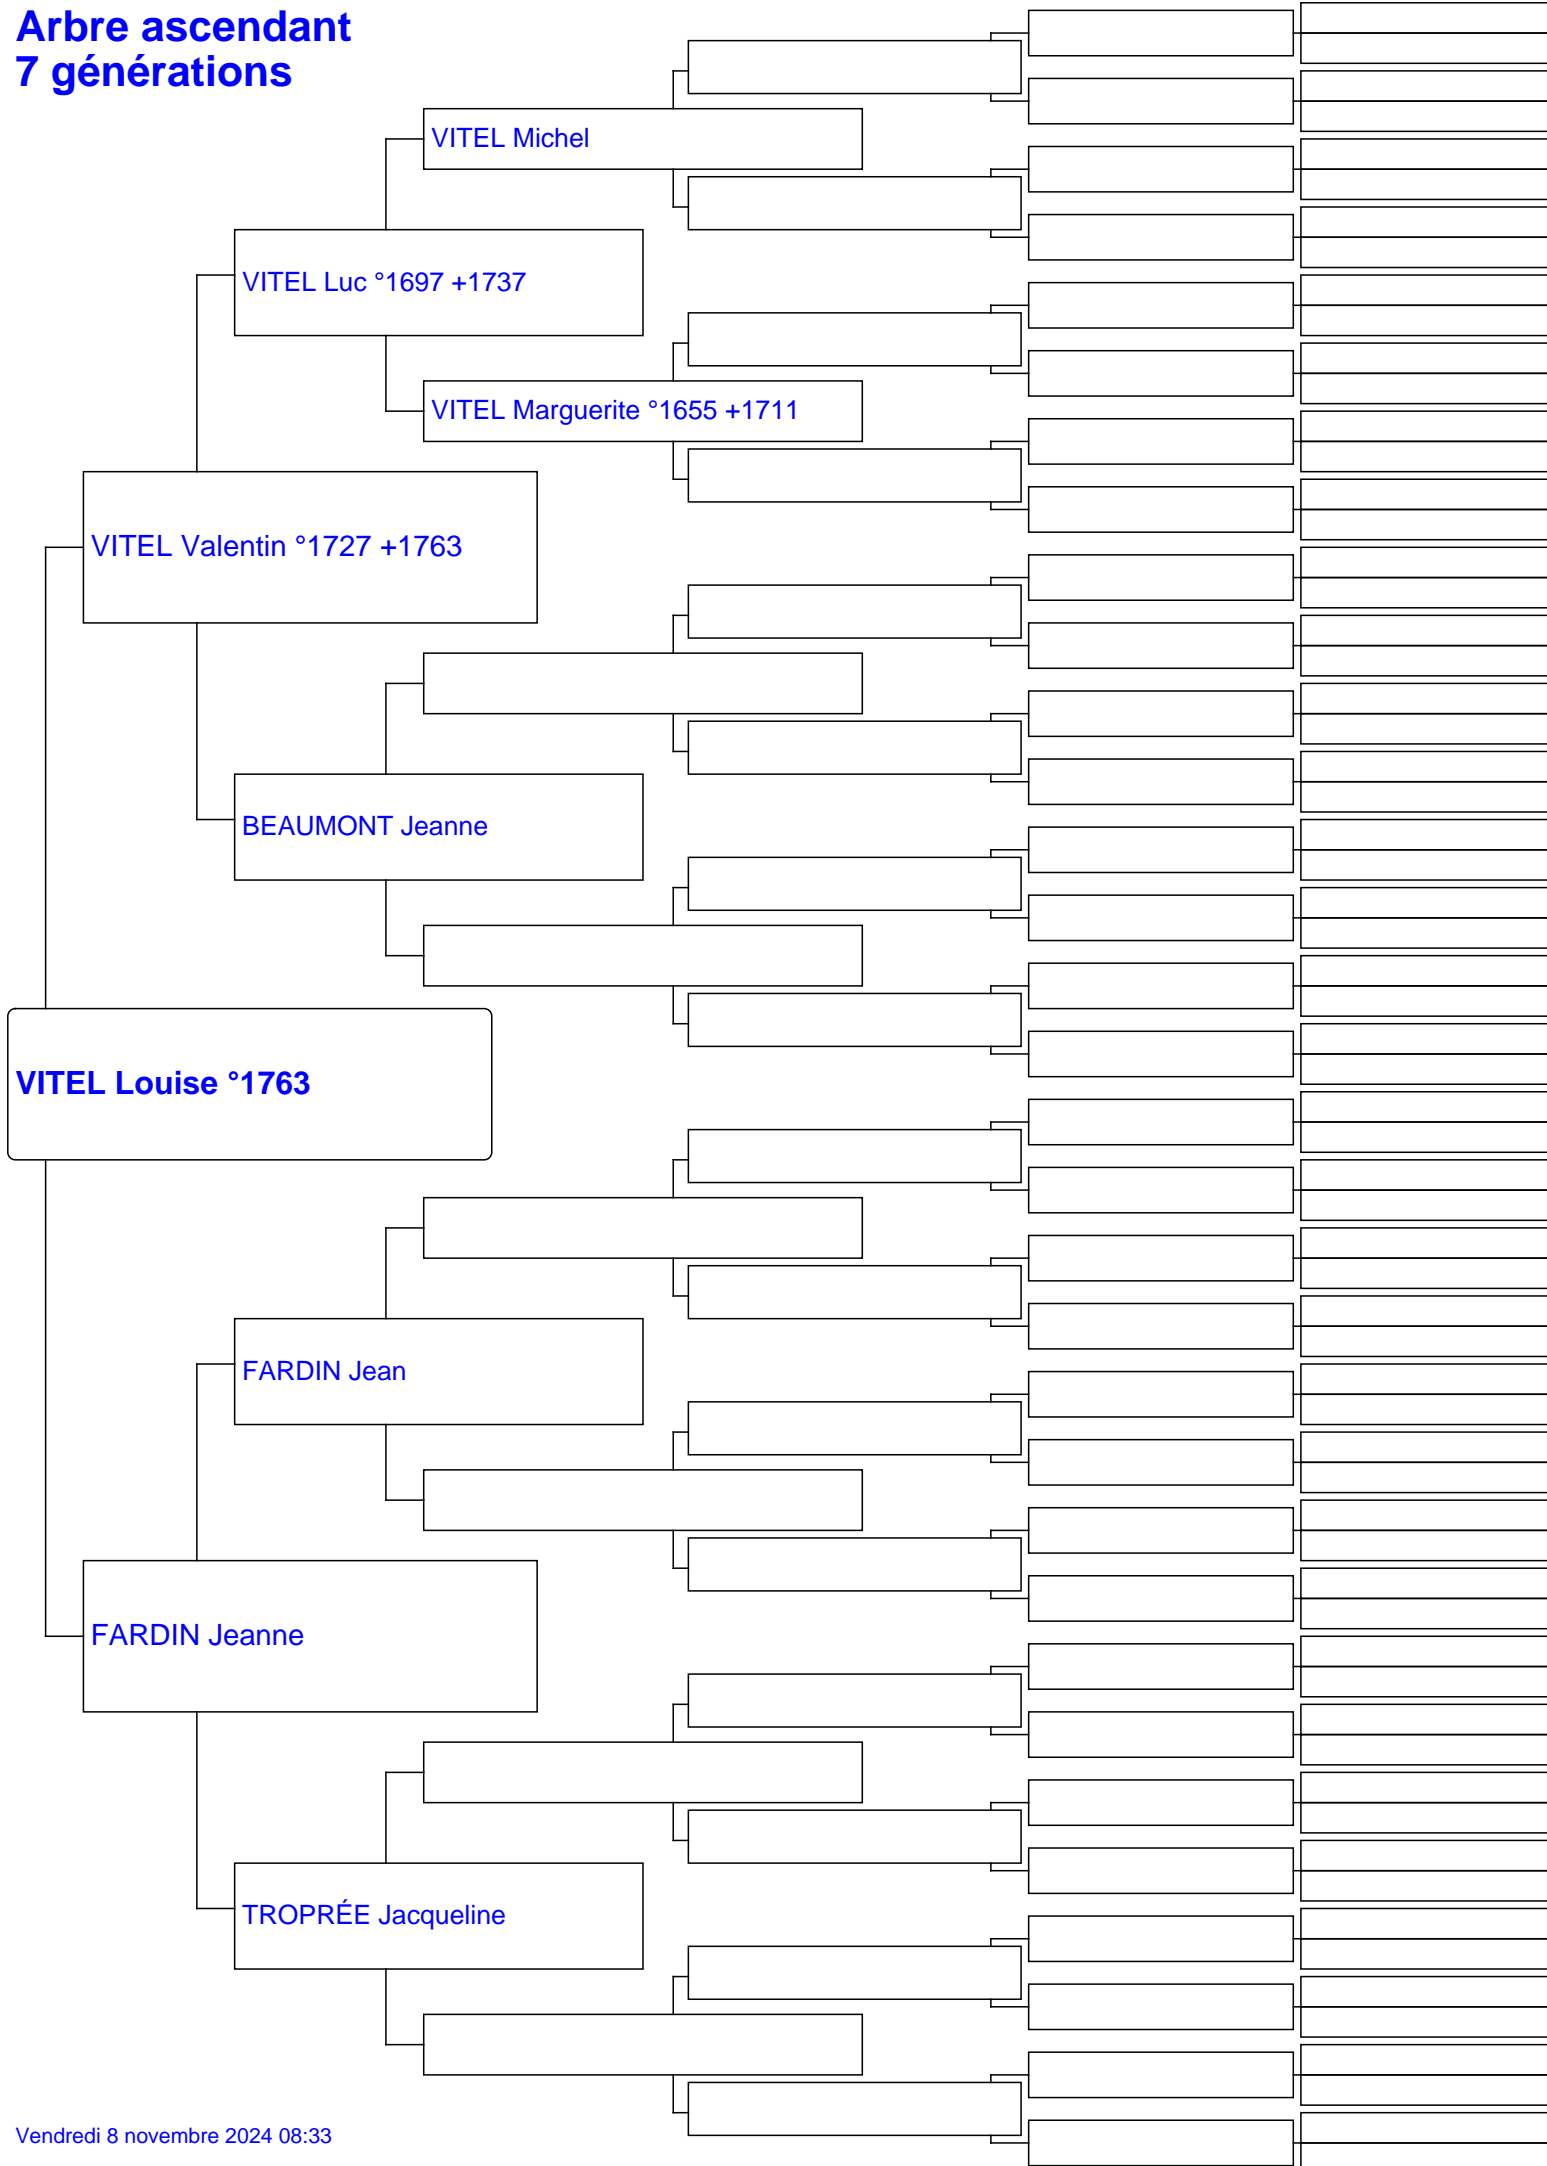 Arbre ascendant
7 générations
VITEL Michel
VITEL Luc °1697 +1737
VITEL Marguerite °1655 +1711
VITEL Valentin °1727 +1763
BEAUMONT Jeanne
VITEL Louise °1763
FARDIN Jean
FARDIN Jeanne
TROPRÉE Jacqueline
Vendredi 8 novembre 2024 08:33